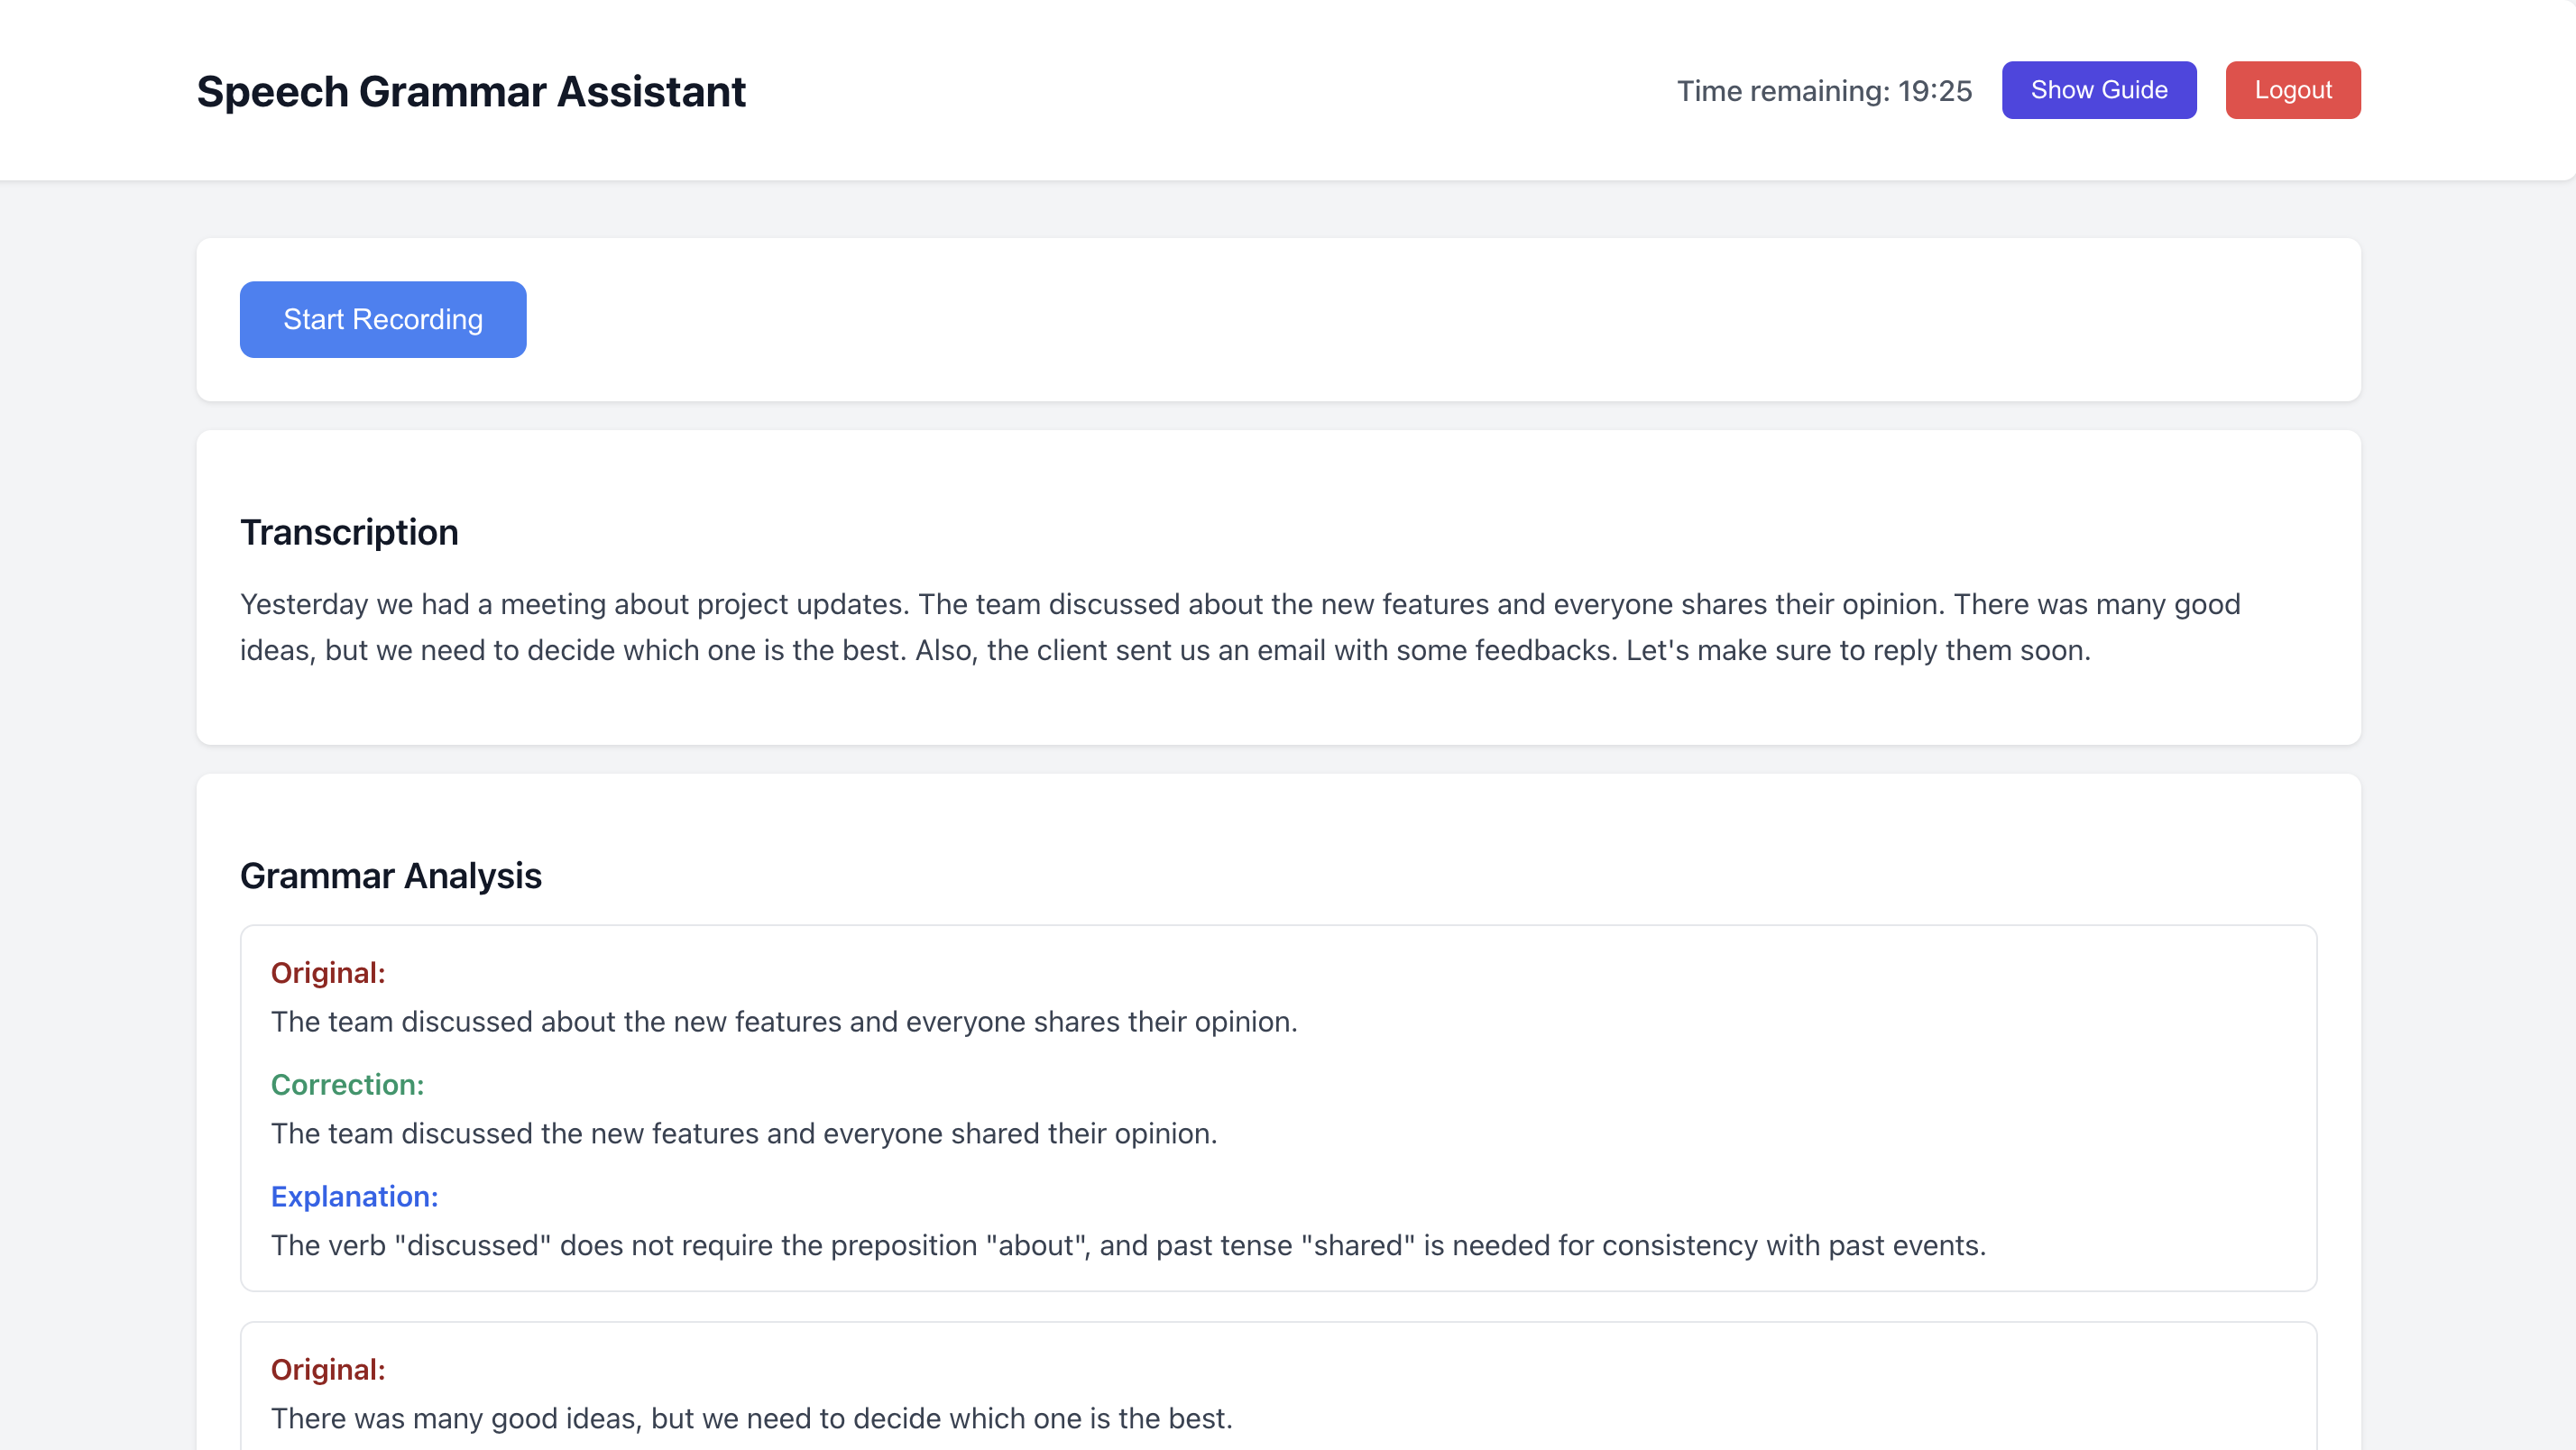 Speech Grammar Assistant
Time remaining: 19:25
Show Guide
Logout
Start Recording
Transcription
Yesterday we had a meeting about project updates. The team discussed about the new features and everyone shares their opinion. There was many good
ideas, but we need to decide which one is the best. Also, the client sent us an email with some feedbacks. Let's make sure to reply them soon.
Grammar Analysis
Original:
The team discussed about the new features and everyone shares their opinion.
Correction:
The team discussed the new features and everyone shared their opinion.
Explanation:
The verb "discussed" does not require the preposition "about", and past tense "shared" is needed for consistency with past events.
Original:
There was many good ideas, but we need to decide which one is the best.